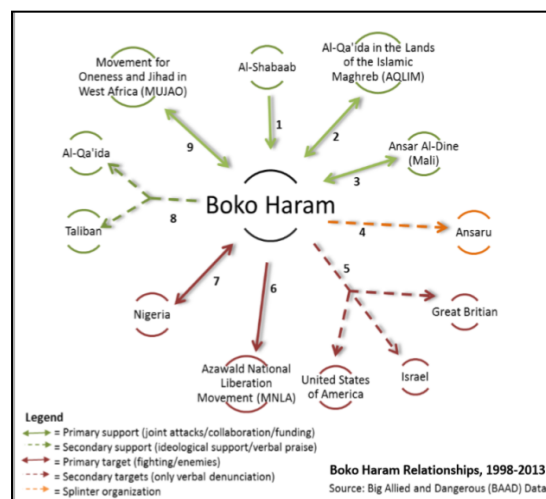 Movement for
Oneness and Jihad in
West Africa (MUJAO)
Al-Shabaab
Al-Qa'ida in the Lands
of the Islamic
Maghreb (AQLIM)
1
2
9
Ansar Al-Dine
(Mali)
3
Al-Qa'ida
8
Taliban
Boko Haram
4
Ansaru
5
7
6
Nigeria
Great Britian
Azawald National
Liberation
Movement (MNLA)
United States
of America
Israel
Legend
= Primary support (joint attacks/collaboration/funding)
= Secondary support (ideological support/verbal praise)
= Primary target (fighting/enemies)
= Secondary targets (only verbal denunciation)
= Splinter organization
Boko Haram Relationships, 1998-2013
Source: Big Allied and Dangerous (BAAD) Data